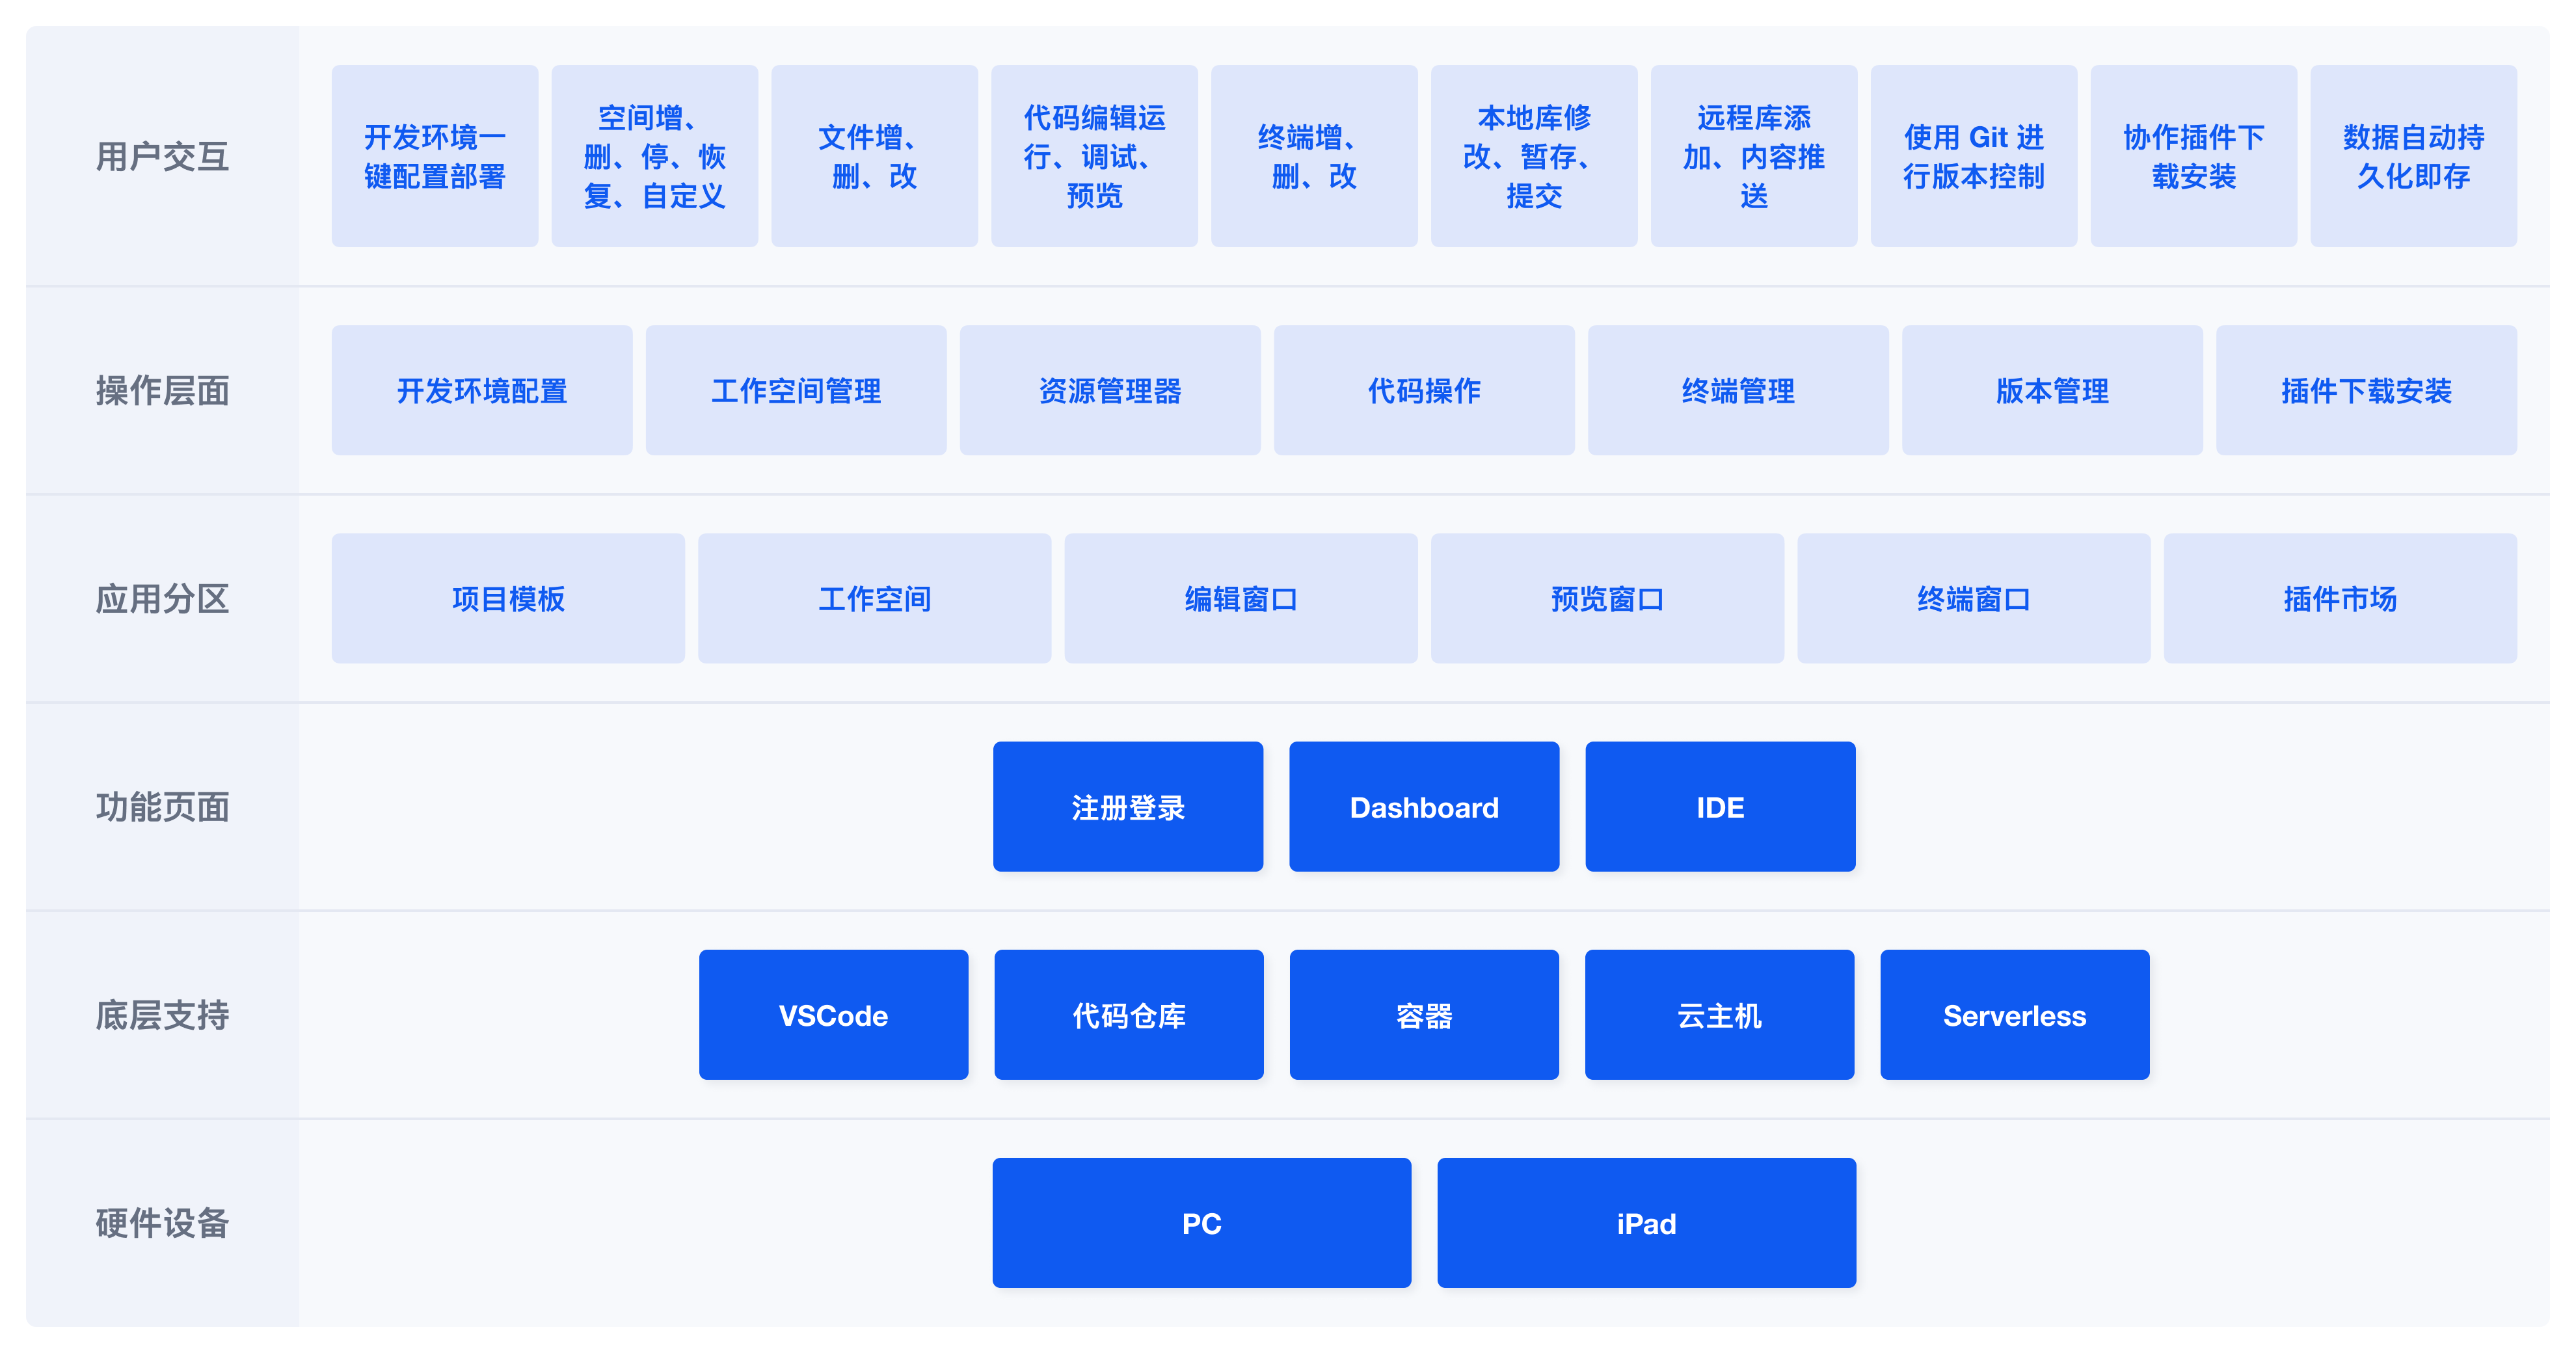 用户交互
开发环境一
键配置部署
空间增、
删、停、恢
复、自定义
文件增、
删、改
代码编辑运
行、调试、
预览
终端增、
删、改
本地库修
改、暂存、
提交
远程库添
加、内容推
送
使用 Git 进
行版本控制
协作插件下
载安装
数据自动持
久化即存
操作层面
开发环境配置
工作空间管理
资源管理器
代码操作
终端管理
版本管理
插件下载安装
应用分区
项目模板
工作空间
编辑窗口
预览窗口
终端窗口
插件市场
功能页面
注册登录
Dashboard
IDE
底层支持
VSCode
代码仓库
容器
云主机
Serverless
硬件设备
PC
iPad